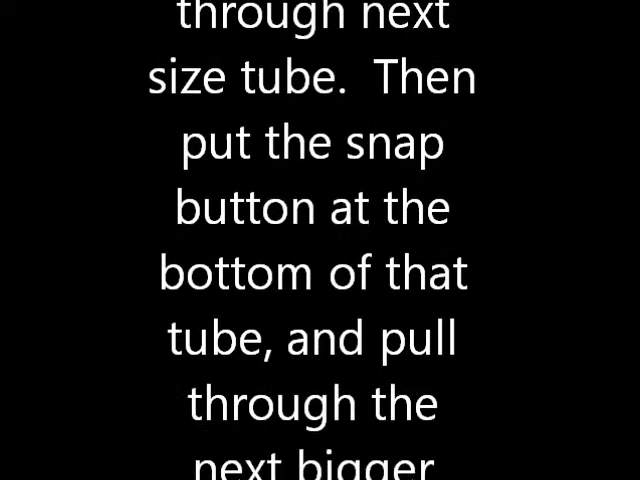 through next
size tube.  Then
put the snap
button at the
bottom of that
tube, and pull
through the
next bigger